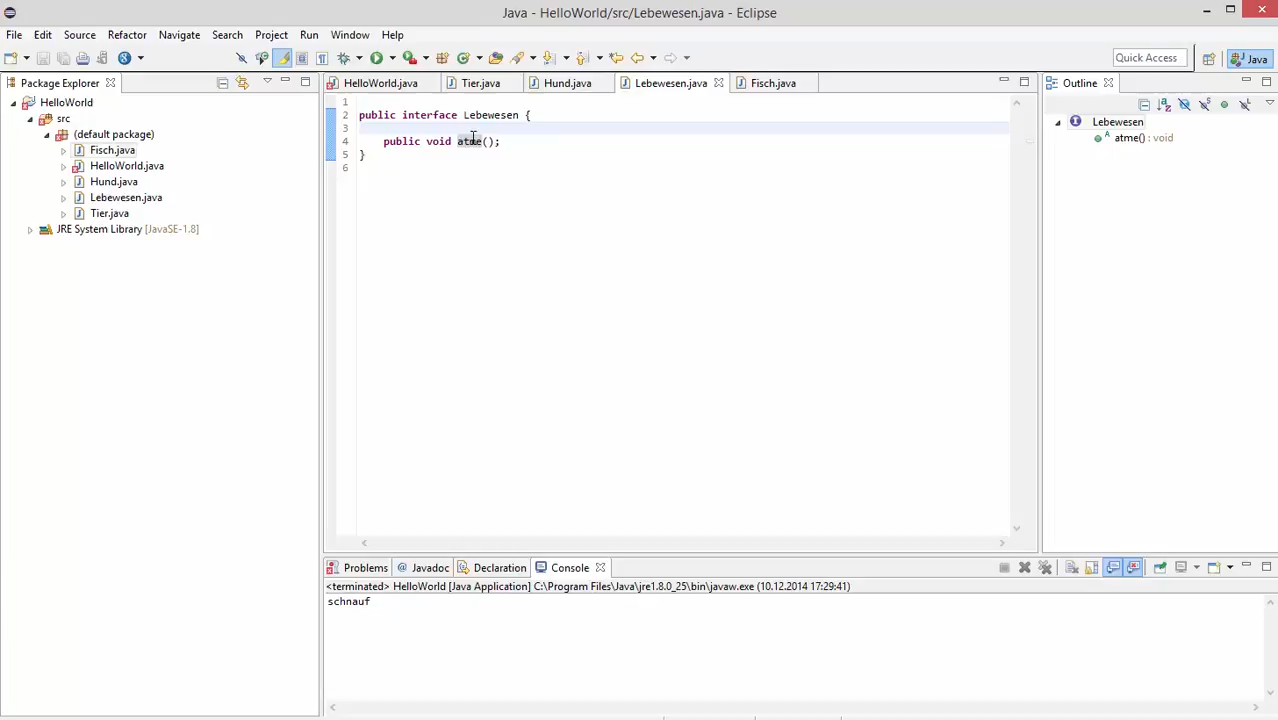 Java - HelloWorld/src/Lebewesen.java - Eclipse
File Edit Source Refactor Navigate Search Project Run Window Help
Quick Access Java
Package Explorer
HelloWorld
src
(default package)
Fisch.java
HelloWorld.java
Hund.java
Lebewesen.java
Tier.java
JRE System Library [JavaSE-1.8]
HelloWorld.java Tier.java Hund.java Lebewesen.java Fisch.java
1
2 public interface Lebewesen {
3
4 public void atme();
5 }
6
Outline
Lebewesen
atme() : void
Problems Javadoc Declaration Console
<terminated> HelloWorld [Java Application] C:\Program Files\Java\jre1.8.0_25\bin\javaw.exe (10.12.2014 17:29:41)
schnauf